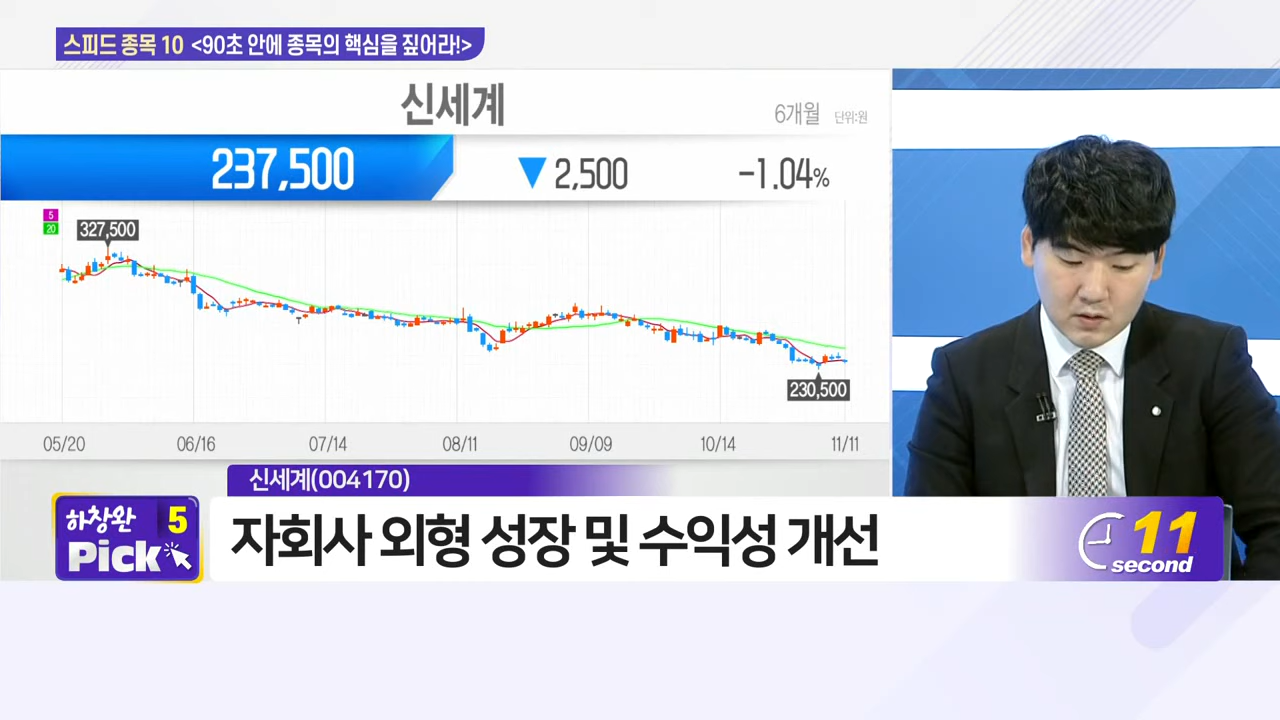 스피드 종목 10 <90초 안에 종목의 핵심을 짚어라!>
신세계
6개월 단위:원
237,500 ▼2,500 -1.04%
5
20
327,500
230,500
05/20 06/16 07/14 08/11 09/09 10/14 11/11
신세계(004170)
하창완 5
Pick
자회사 외형 성장 및 수익성 개선
11
second